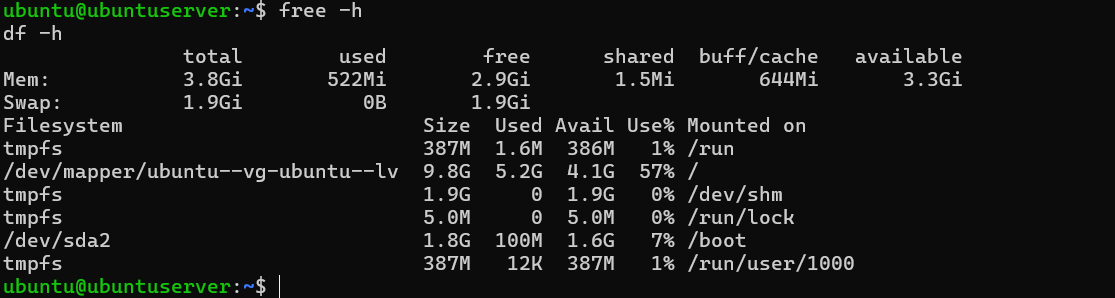 ubuntu@ubuntuserver:~$ free -h
df -h
               total        used        free      shared  buff/cache   available
Mem:           3.8Gi       522Mi       2.9Gi       1.5Mi       644Mi       3.3Gi
Swap:          1.9Gi          0B       1.9Gi
Filesystem                         Size  Used Avail Use% Mounted on
tmpfs                              387M  1.6M  386M   1% /run
/dev/mapper/ubuntu--vg-ubuntu--lv  9.8G  5.2G  4.1G  57% /
tmpfs                              1.9G     0  1.9G   0% /dev/shm
tmpfs                              5.0M     0  5.0M   0% /run/lock
/dev/sda2                          1.8G  100M  1.6G   7% /boot
tmpfs                              387M   12K  387M   1% /run/user/1000
ubuntu@ubuntuserver:~$